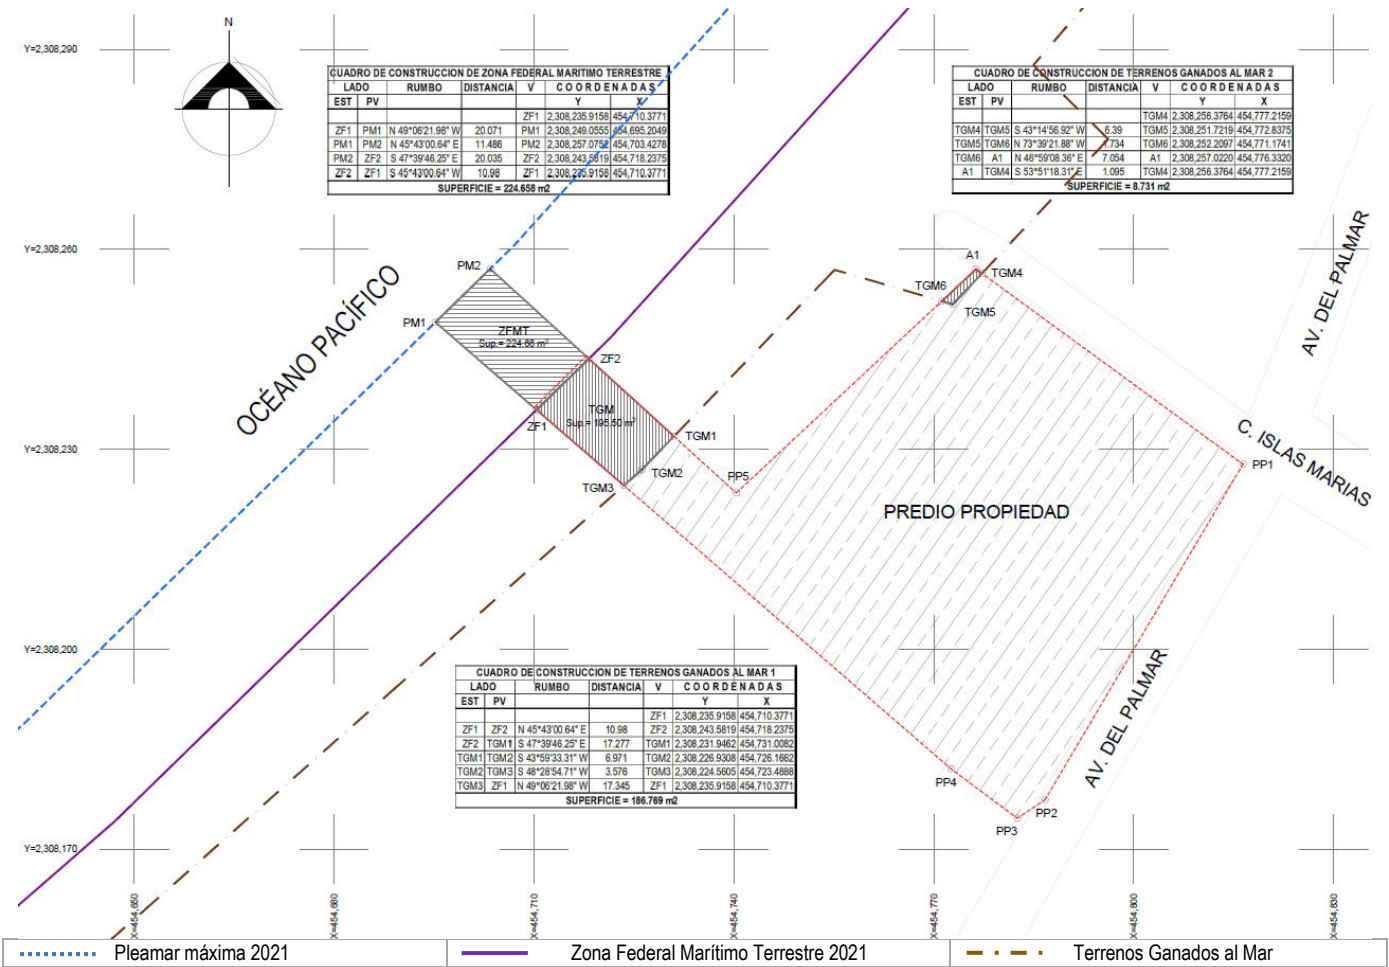 N
Y=2,308,290
Y=2,308,260
Y=2,308,230
Y=2,308,200
Y=2,308,170
CUADRO DE CONSTRUCCION DE ZONA FEDERAL MARITIMO TERRESTRE
LADO RUMBO DISTANCIA V COORDENADAS
EST PV Y X
ZF1 2,308,235.9158 454,710.3771
ZF1 PM1 N 49°06'21.98" W 20.071 PM1 2,308,249.0555 454,695.2049
PM1 PM2 N 45°43'00.64" E 11.486 PM2 2,308,257.0752 454,703.4278
PM2 ZF2 S 47°39'46.25" E 20.035 ZF2 2,308,243.5819 454,718.2375
ZF2 ZF1 S 45°43'00.64" W 10.98 ZF1 2,308,235.9158 454,710.3771
SUPERFICIE = 224.658 m2
CUADRO DE CONSTRUCCION DE TERRENOS GANADOS AL MAR 2
LADO RUMBO DISTANCIA V COORDENADAS
EST PV Y X
TGM4 2,308,256.3764 454,777.2159
TGM4 TGM5 S 43°14'56.92" W 6.39 TGM5 2,308,251.7219 454,772.8375
TGM5 TGM6 N 73°39'21.88" W 1.734 TGM6 2,308,252.2097 454,771.1741
TGM6 A1 N 46°59'08.36" E 7.054 A1 2,308,257.0220 454,776.3320
A1 TGM4 S 53°51'18.31" E 1.095 TGM4 2,308,256.3764 454,777.2159
SUPERFICIE = 8.731 m2
OCÉANO PACÍFICO
PM2
PM1
ZFMT
Sup.= 224.66 m²
ZF2
ZF1
TGM
Sup.= 195.50 m²
TGM1
TGM2
TGM3
PP5
A1
TGM4
TGM6
TGM5
AV. DEL PALMAR
C. ISLAS MARIAS
PP1
PREDIO PROPIEDAD
AV. DEL PALMAR
PP4
PP2
PP3
CUADRO DE CONSTRUCCION DE TERRENOS GANADOS AL MAR 1
LADO RUMBO DISTANCIA V COORDENADAS
EST PV Y X
ZF1 2,308,235.9158 454,710.3771
ZF1 ZF2 N 45°43'00.64" E 10.98 ZF2 2,308,243.5819 454,718.2375
ZF2 TGM1 S 47°39'46.25" E 17.277 TGM1 2,308,231.9462 454,731.0082
TGM1 TGM2 S 43°59'33.31" W 6.971 TGM2 2,308,226.9308 454,726.1662
TGM2 TGM3 S 48°28'54.71" W 3.576 TGM3 2,308,224.5605 454,723.4888
TGM3 ZF1 N 49°06'21.98" W 17.345 ZF1 2,308,235.9158 454,710.3771
SUPERFICIE = 186.769 m2
X=454,650
X=454,680
X=454,710
X=454,740
X=454,770
X=454,800
X=454,830
Pleamar máxima 2021
Zona Federal Marítimo Terrestre 2021
Terrenos Ganados al Mar